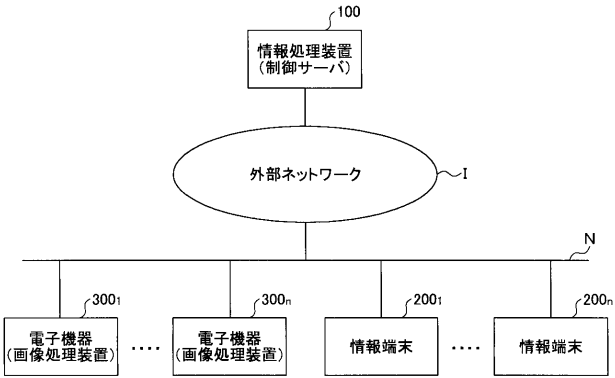 100
情報処理装置
(制御サーバ)
外部ネットワーク
I
N
300₁
300n
200₁
200n
電子機器
(画像処理装置)
‥‥
電子機器
(画像処理装置)
情報端末
‥‥
情報端末